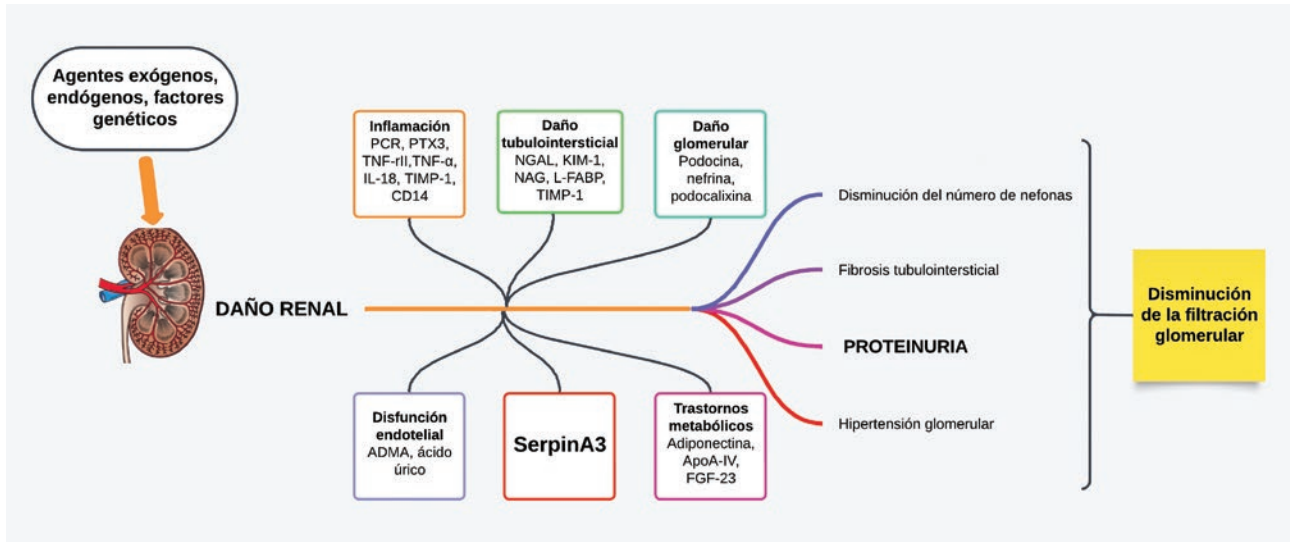 Agentes exógenos,
endógenos, factores
genéticos
Inflamación
PCR, PTX3,
TNF-rII,TNF-α,
IL-18, TIMP-1,
CD14
Daño
tubulointersticial
NGAL, KIM-1,
NAG, L-FABP,
TIMP-1
Daño
glomerular
Podocina,
nefrina,
podocalixina
DAÑO RENAL
Disfunción
endotelial
ADMA, ácido
úrico
SerpinA3
Trastornos
metabólicos
Adiponectina,
ApoA-IV,
FGF-23
Disminución del número de nefonas
Fibrosis tubulointersticial
PROTEINURIA
Hipertensión glomerular
Disminución
de la filtración
glomerular